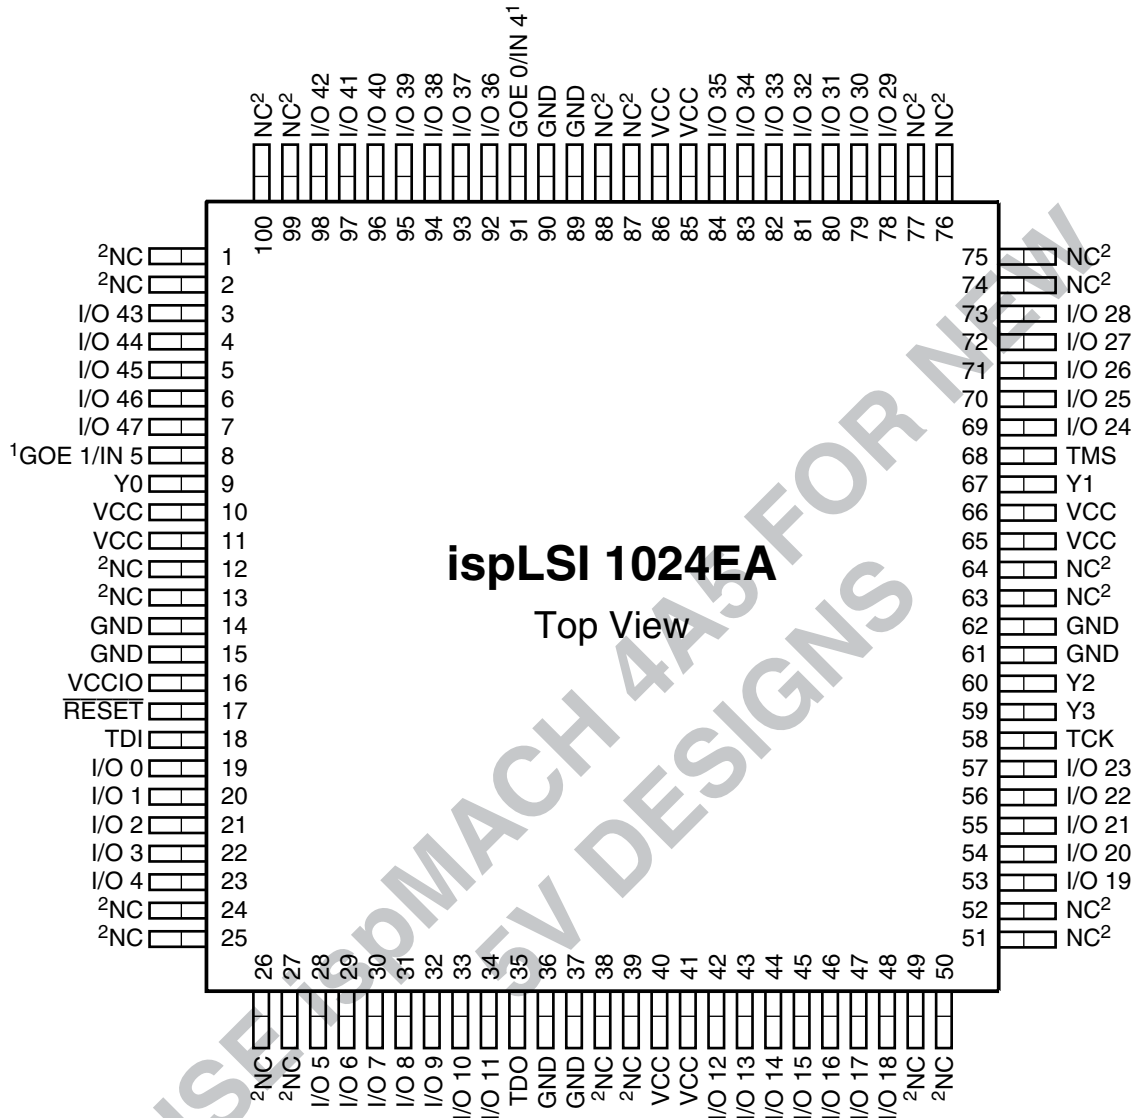 NC2
NC2
I/O 42
I/O 41
I/O 40
I/O 39
I/O 38
I/O 37
I/O 36
GOE 0/IN 41
GND
GND
NC2
NC2
VCC
VCC
I/O 35
I/O 34
I/O 33
I/O 32
I/O 31
I/O 30
I/O 29
NC2
NC2
100
99
98
97
96
95
94
93
92
91
90
89
88
87
86
85
84
83
82
81
80
79
78
77
76
2NC 1
2NC 2
I/O 43 3
I/O 44 4
I/O 45 5
I/O 46 6
I/O 47 7
1GOE 1/IN 5 8
Y0 9
VCC 10
VCC 11
2NC 12
2NC 13
GND 14
GND 15
VCCIO 16
RESET 17
TDI 18
I/O 0 19
I/O 1 20
I/O 2 21
I/O 3 22
I/O 4 23
2NC 24
2NC 25
ispLSI 1024EA
Top View
75 NC2
74 NC2
73 I/O 28
72 I/O 27
71 I/O 26
70 I/O 25
69 I/O 24
68 TMS
67 Y1
66 VCC
65 VCC
64 NC2
63 NC2
62 GND
61 GND
60 Y2
59 Y3
58 TCK
57 I/O 23
56 I/O 22
55 I/O 21
54 I/O 20
53 I/O 19
52 NC2
51 NC2
26
27
28
29
30
31
32
33
34
35
36
37
38
39
40
41
42
43
44
45
46
47
48
49
50
2NC
2NC
I/O 5
I/O 6
I/O 7
I/O 8
I/O 9
I/O 10
I/O 11
TDO
GND
GND
2NC
2NC
VCC
VCC
I/O 12
I/O 13
I/O 14
I/O 15
I/O 16
I/O 17
I/O 18
2NC
2NC
ispMACH 4A5 FOR NEW
5V DESIGNS